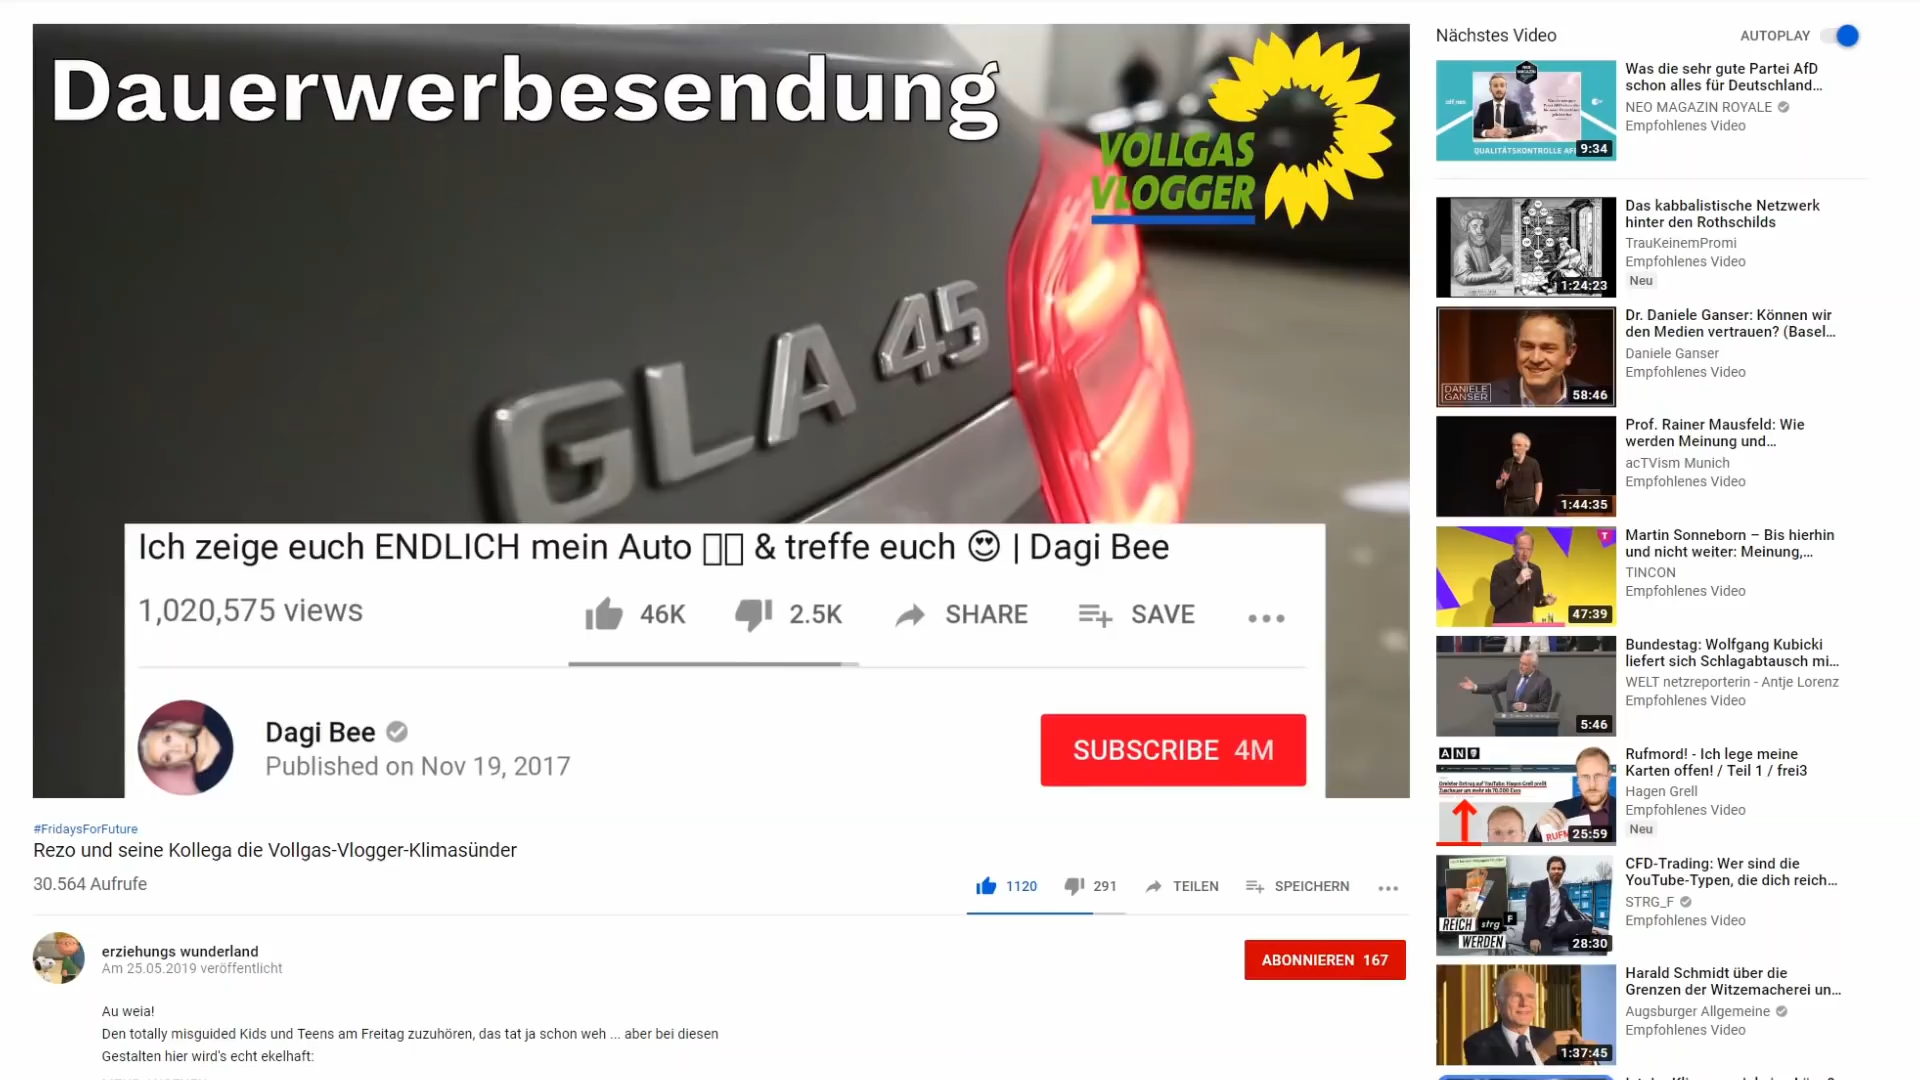 Dauerwerbesendung
VOLLGAS
VLOGGER
GLA 45
Ich zeige euch ENDLICH mein Auto & treffe euch 😍 | Dagi Bee
1,020,575 views
46K
2.5K
SHARE
SAVE
Dagi Bee
Published on Nov 19, 2017
SUBSCRIBE 4M
#FridaysForFuture
Rezo und seine Kollega die Vollgas-Vlogger-Klimasünder
30.564 Aufrufe
1120
291
TEILEN
SPEICHERN
erziehungs wunderland
Am 25.05.2019 veröffentlicht
ABONNIEREN 167
Au weia!
Den totally misguided Kids und Teens am Freitag zuzuhören, das tat ja schon weh ... aber bei diesen
Gestalten hier wird's echt ekelhaft:
Nächstes Video
AUTOPLAY
QUALITÄTSKONTROLLE AF
9:34
Was die sehr gute Partei AfD
schon alles für Deutschland...
NEO MAGAZIN ROYALE
Empfohlenes Video
1:24:23
Das kabbalistische Netzwerk
hinter den Rothschilds
TrauKeinemPromi
Empfohlenes Video
Neu
DANIELE
GANSER
58:46
Dr. Daniele Ganser: Können wir
den Medien vertrauen? (Basel...
Daniele Ganser
Empfohlenes Video
1:44:35
Prof. Rainer Mausfeld: Wie
werden Meinung und...
acTVism Munich
Empfohlenes Video
T
47:39
Martin Sonneborn – Bis hierhin
und nicht weiter: Meinung,...
TINCON
Empfohlenes Video
5:46
Bundestag: Wolfgang Kubicki
liefert sich Schlagabtausch mi...
WELT netzreporterin - Antje Lorenz
Empfohlenes Video
RUFM
25:59
Rufmord! - Ich lege meine
Karten offen! / Teil 1 / frei3
Hagen Grell
Empfohlenes Video
Neu
REICH
strg F
WERDEN
28:30
CFD-Trading: Wer sind die
YouTube-Typen, die dich reich...
STRG_F
Empfohlenes Video
1:37:45
Harald Schmidt über die
Grenzen der Witzemacherei un...
Augsburger Allgemeine
Empfohlenes Video